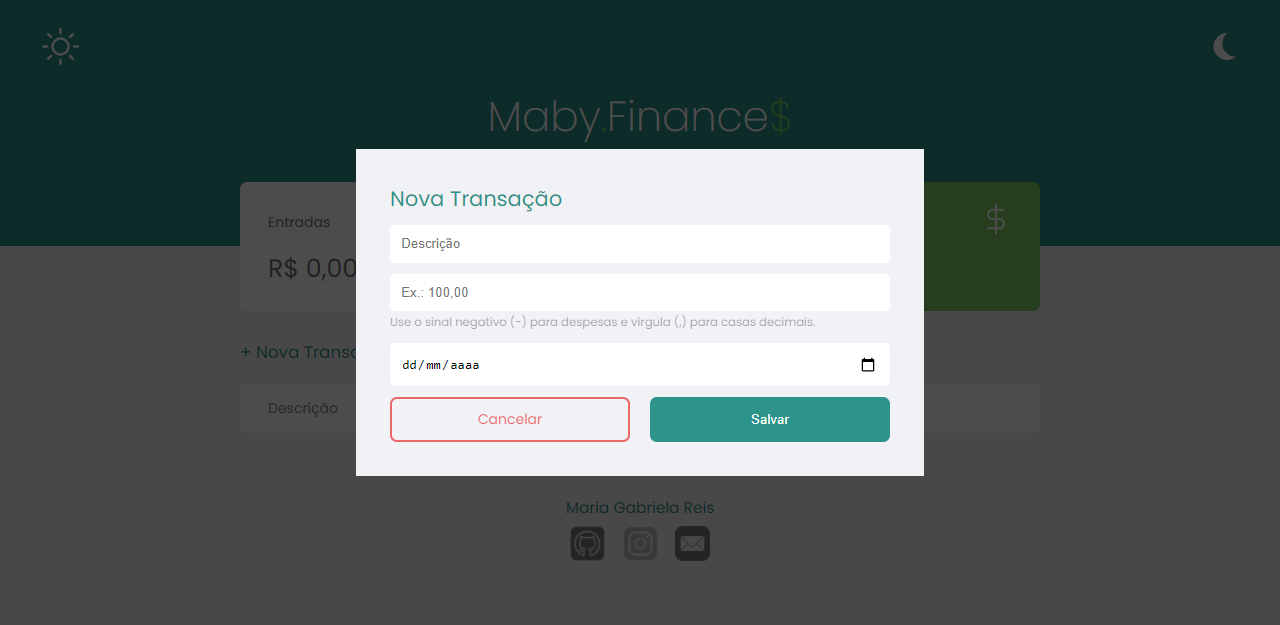 Maby.Finance$
Entradas
$
R$ 0,00
+ Nova Transa
Descrição
Nova Transação
Descrição
Ex.: 100,00
Use o sinal negativo (-) para despesas e vírgula (,) para casas decimais.
dd/mm/aaaa
Cancelar
Salvar
Maria Gabriela Reis